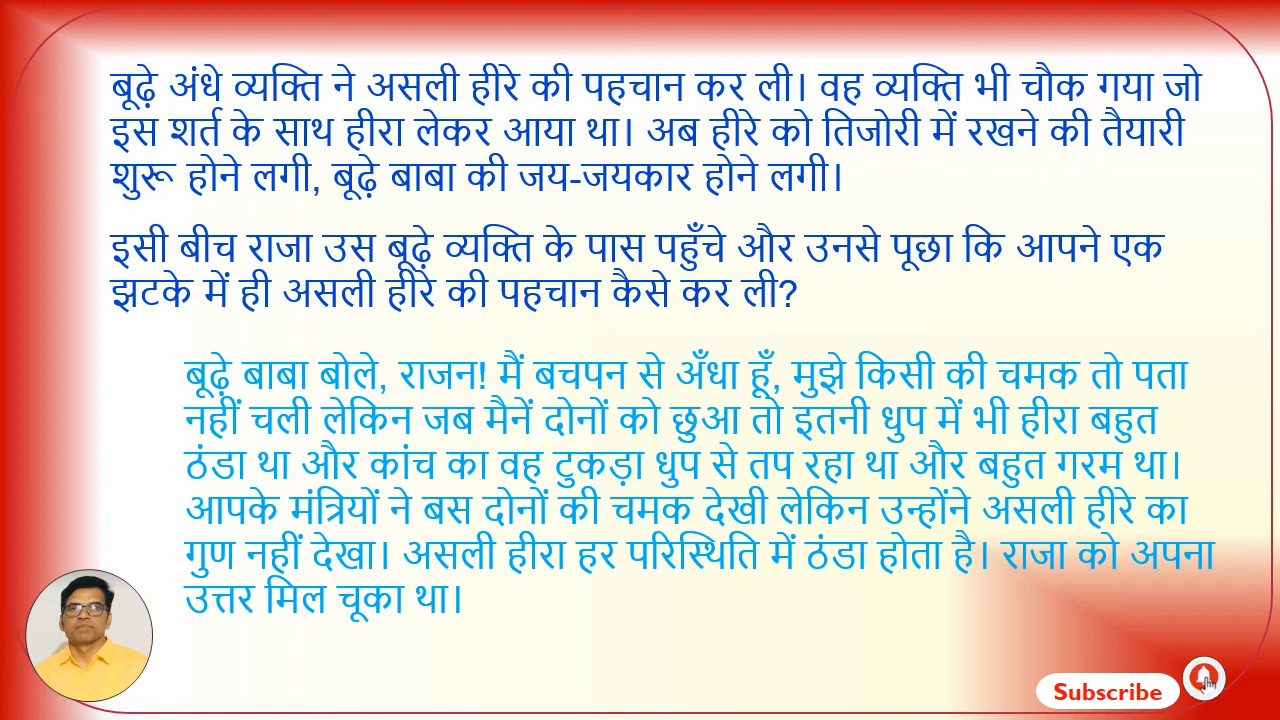 बूढ़े अंधे व्यक्ति ने असली हीरे की पहचान कर ली। वह व्यक्ति भी चौक गया जो
इस शर्त के साथ हीरा लेकर आया था। अब हीरे को तिजोरी में रखने की तैयारी
शुरू होने लगी, बूढ़े बाबा की जय-जयकार होने लगी।
इसी बीच राजा उस बूढ़े व्यक्ति के पास पहुँचे और उनसे पूछा कि आपने एक
झटके में ही असली हीरे की पहचान कैसे कर ली?
बूढ़े बाबा बोले, राजन! मैं बचपन से अँधा हूँ, मुझे किसी की चमक तो पता
नहीं चली लेकिन जब मैनें दोनों को छुआ तो इतनी धुप में भी हीरा बहुत
ठंडा था और कांच का वह टुकड़ा धुप से तप रहा था और बहुत गरम था।
आपके मंत्रियों ने बस दोनों की चमक देखी लेकिन उन्होंने असली हीरे का
गुण नहीं देखा। असली हीरा हर परिस्थिति में ठंडा होता है। राजा को अपना
उत्तर मिल चूका था।
Subscribe